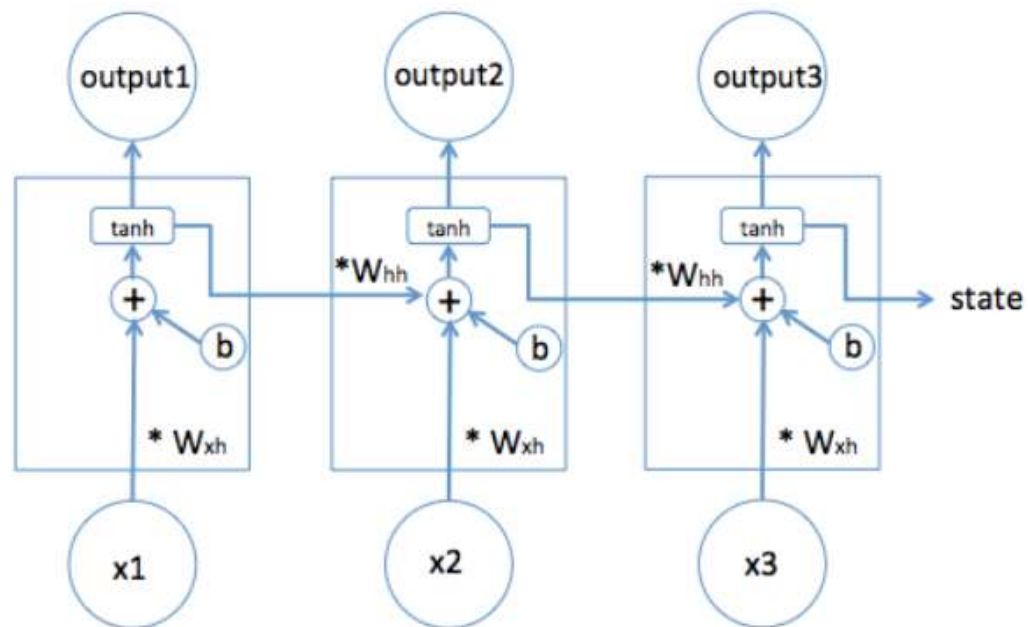 output1 output2 output3
tanh tanh tanh
*Whh *Whh
+ + + state
b b b
* Wxh * Wxh * Wxh
x1 x2 x3